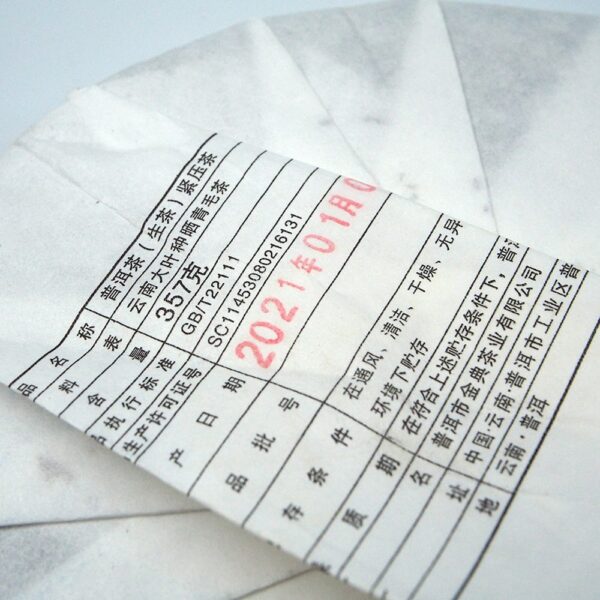 品名称 普洱茶（生茶）紧压茶
料表 云南大叶种晒青毛茶
含量 357克
品执行标准 GB/T22111
生产许可证号 SC11453080216131
产日期 2021年01月0
品批号
存条件 在通风、清洁、干燥、无异
环境下贮存
质期 在符合上述贮存条件下，普
名 普洱市金典茶业有限公司
址 中国·云南·普洱市工业区普
地 云南·普洱